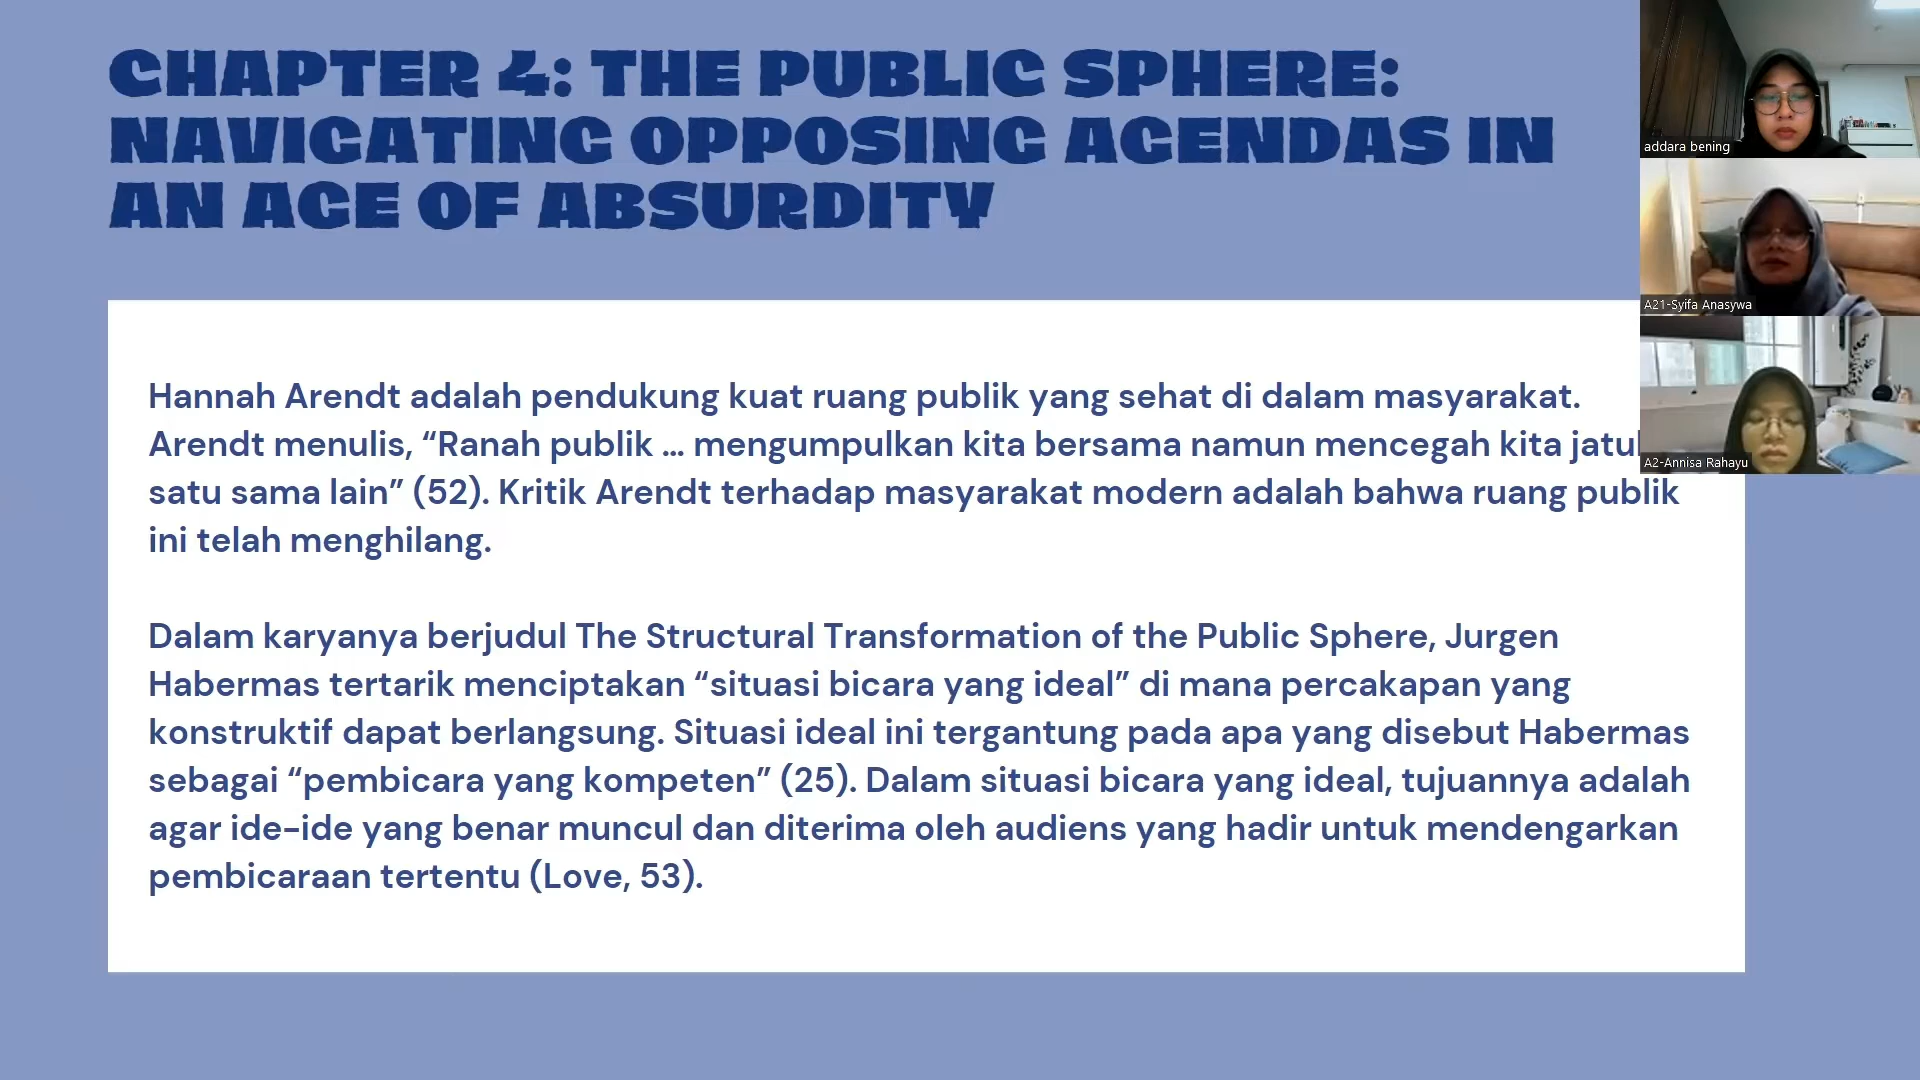 CHAPTER 4: THE PUBLIC SPHERE:
NAVIGATING OPPOSING AGENDAS IN
AN AGE OF ABSURDITY
Hannah Arendt adalah pendukung kuat ruang publik yang sehat di dalam masyarakat.
Arendt menulis, “Ranah publik ... mengumpulkan kita bersama namun mencegah kita
satu sama lain” (52). Kritik Arendt terhadap masyarakat modern adalah bahwa ruang publik
ini telah menghilang.
Dalam karyanya berjudul The Structural Transformation of the Public Sphere, Jurgen
Habermas tertarik menciptakan “situasi bicara yang ideal” di mana percakapan yang
konstruktif dapat berlangsung. Situasi ideal ini tergantung pada apa yang disebut Habermas
sebagai “pembicara yang kompeten” (25). Dalam situasi bicara yang ideal, tujuannya adalah
agar ide-ide yang benar muncul dan diterima oleh audiens yang hadir untuk mendengarkan
pembicaraan tertentu (Love, 53).
addara bening
A21-Syifa Anasywa
A2-Annisa Rahayu